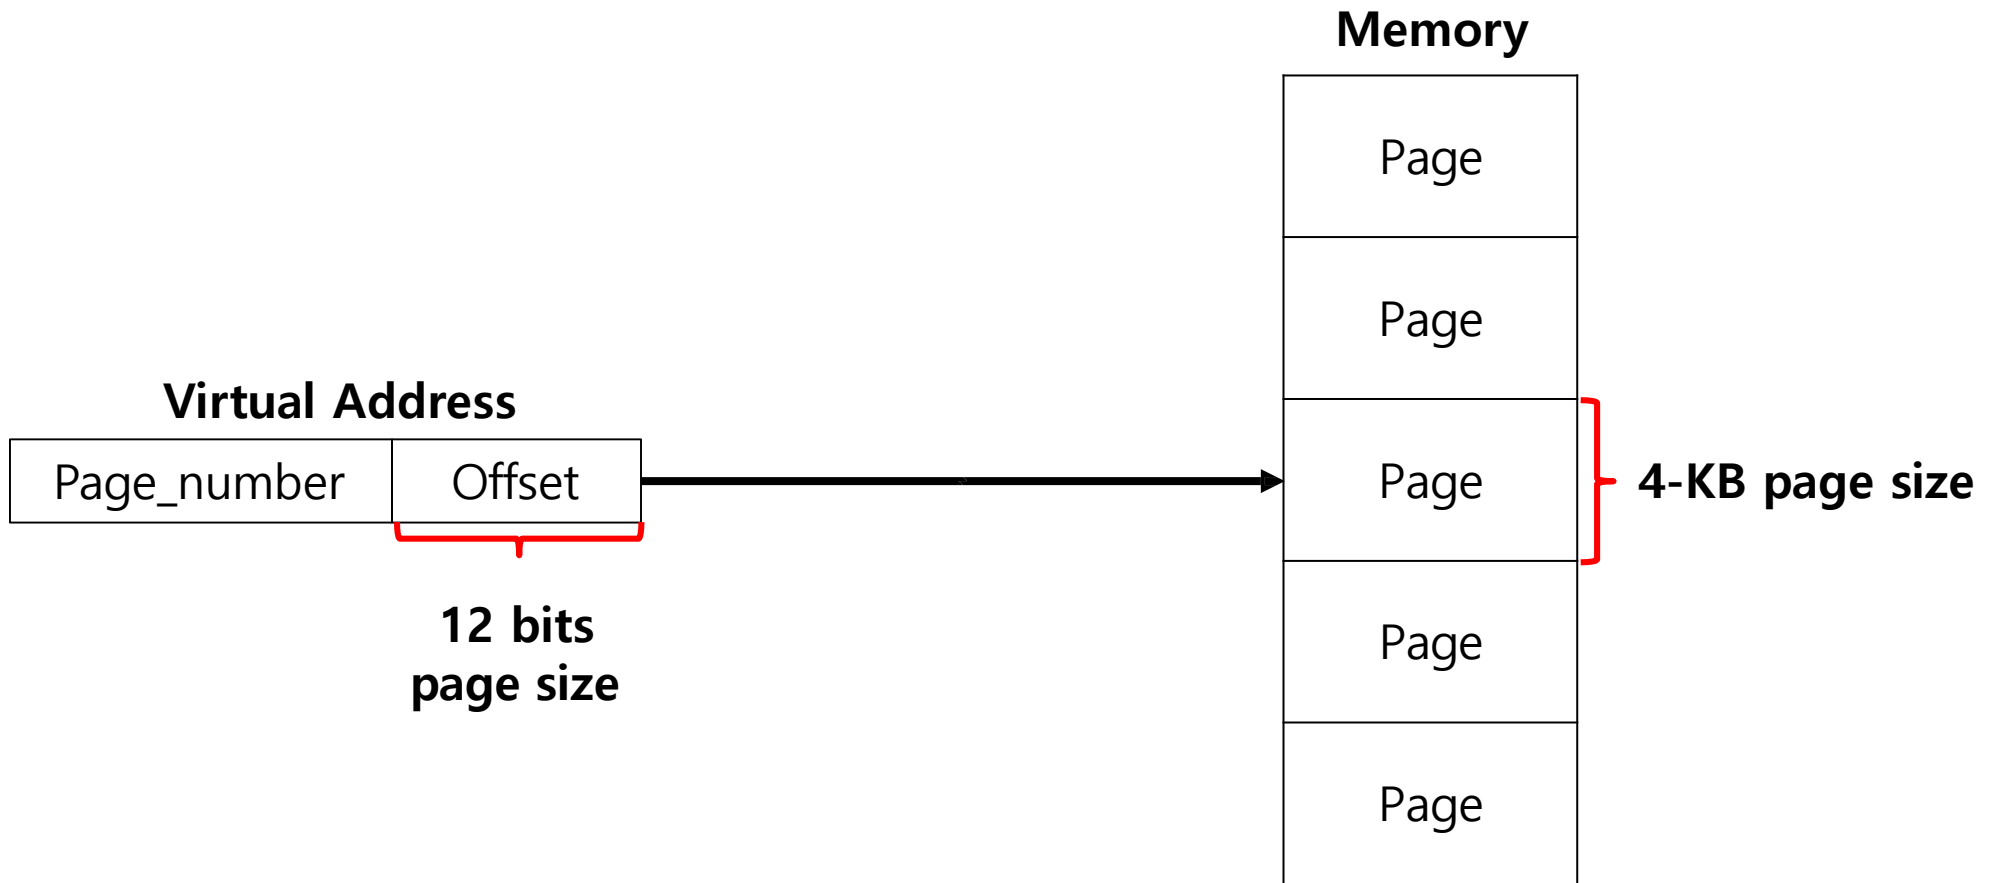 Memory
Page
Page
Virtual Address
Page_number
Offset
Page
4-KB page size
12 bits
page size
Page
Page